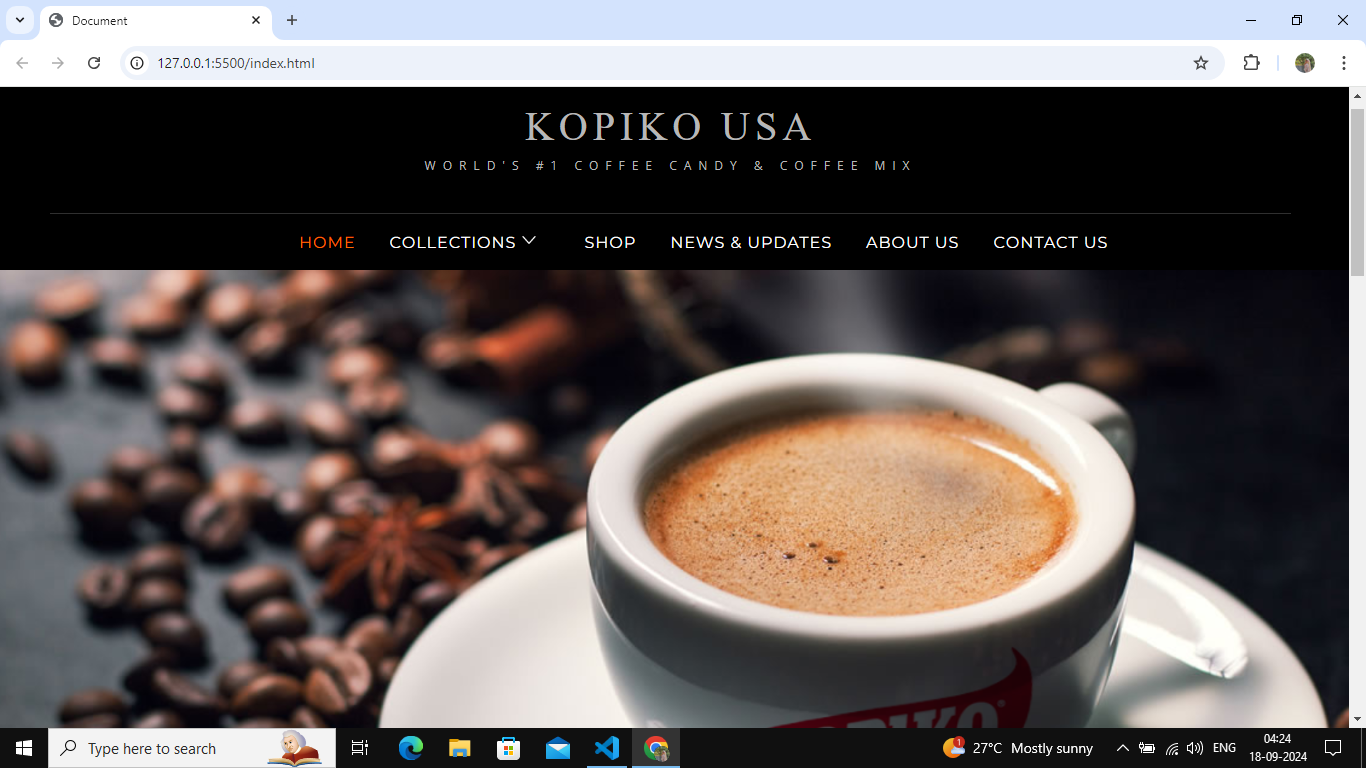 Document
127.0.0.1:5500/index.html
KOPIKO USA
WORLD'S #1 COFFEE CANDY & COFFEE MIX
HOME COLLECTIONS SHOP NEWS & UPDATES ABOUT US CONTACT US
KOPIKO®
Type here to search
1 27°C Mostly sunny ENG 04:24
18-09-2024